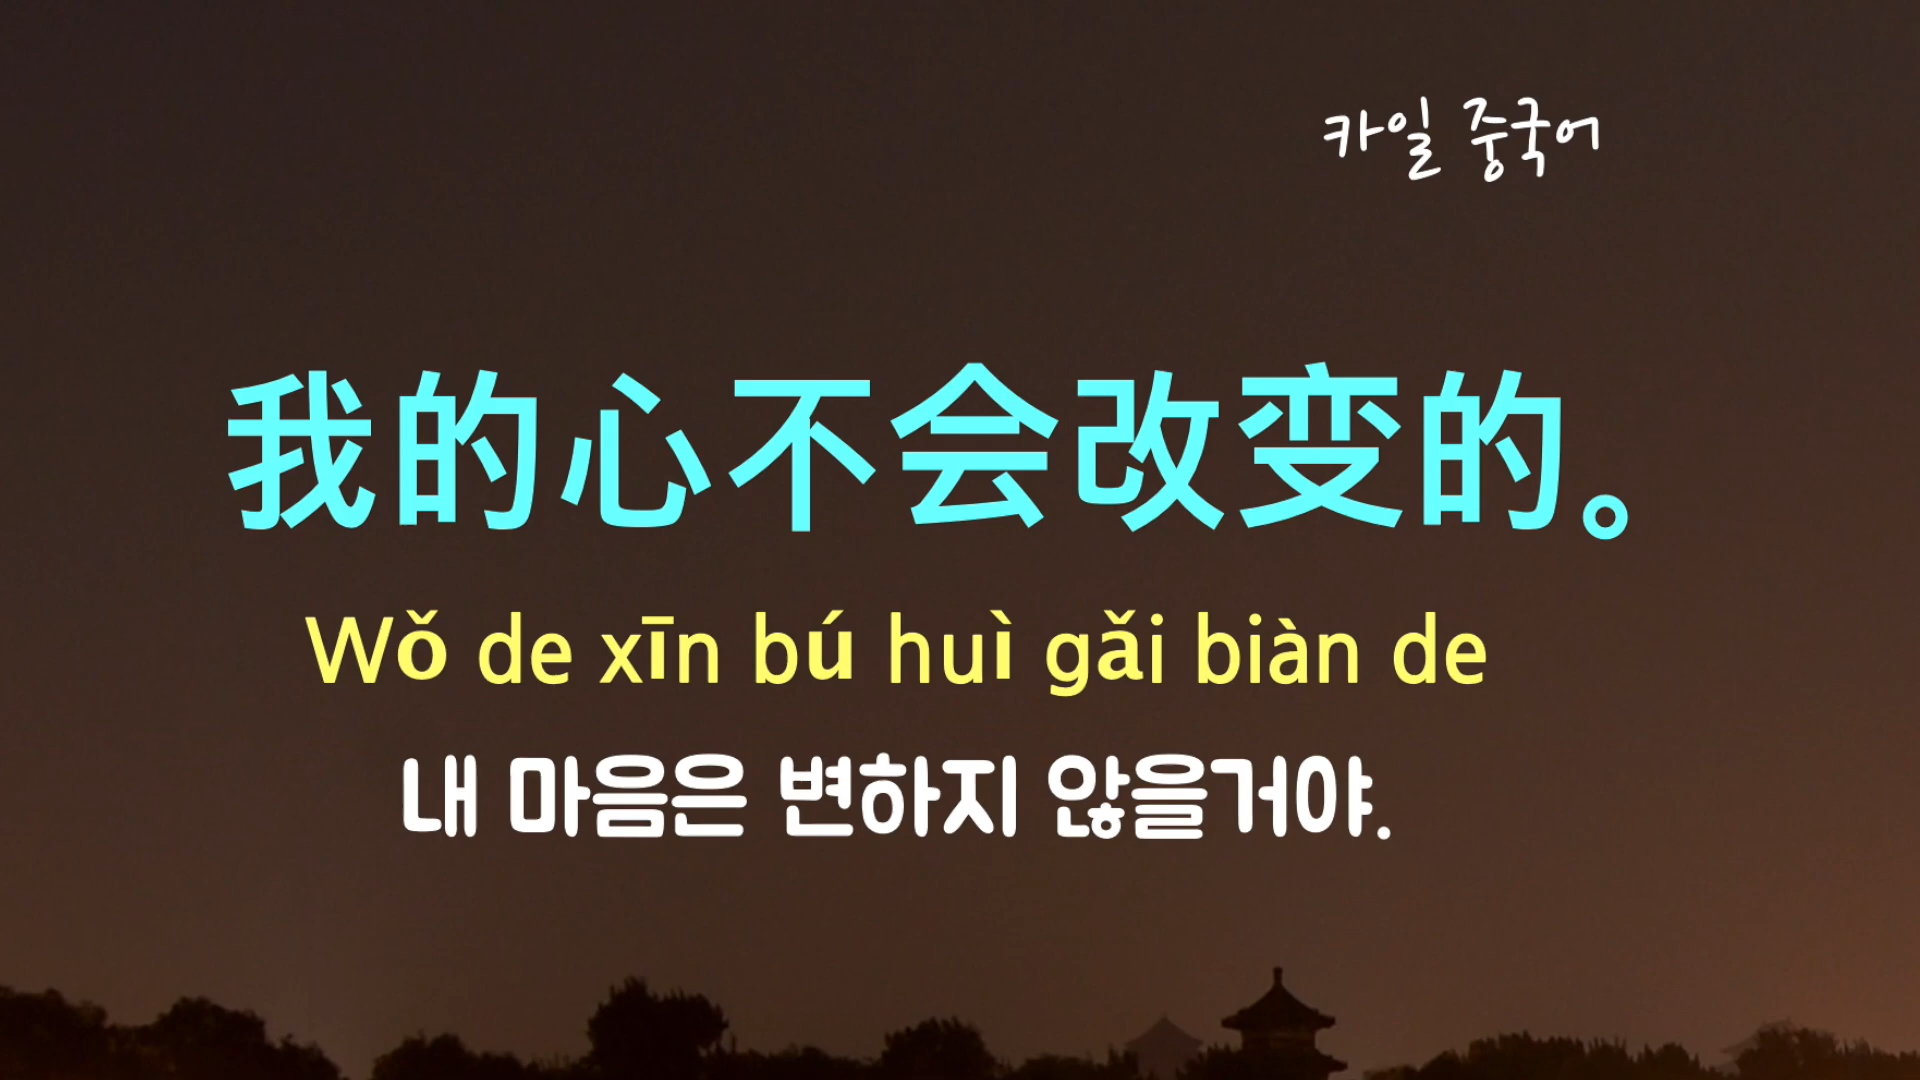 카일 중국어
我的心不会改变的。
Wǒ de xīn bú huì gǎi biàn de
내 마음은 변하지 않을거야.